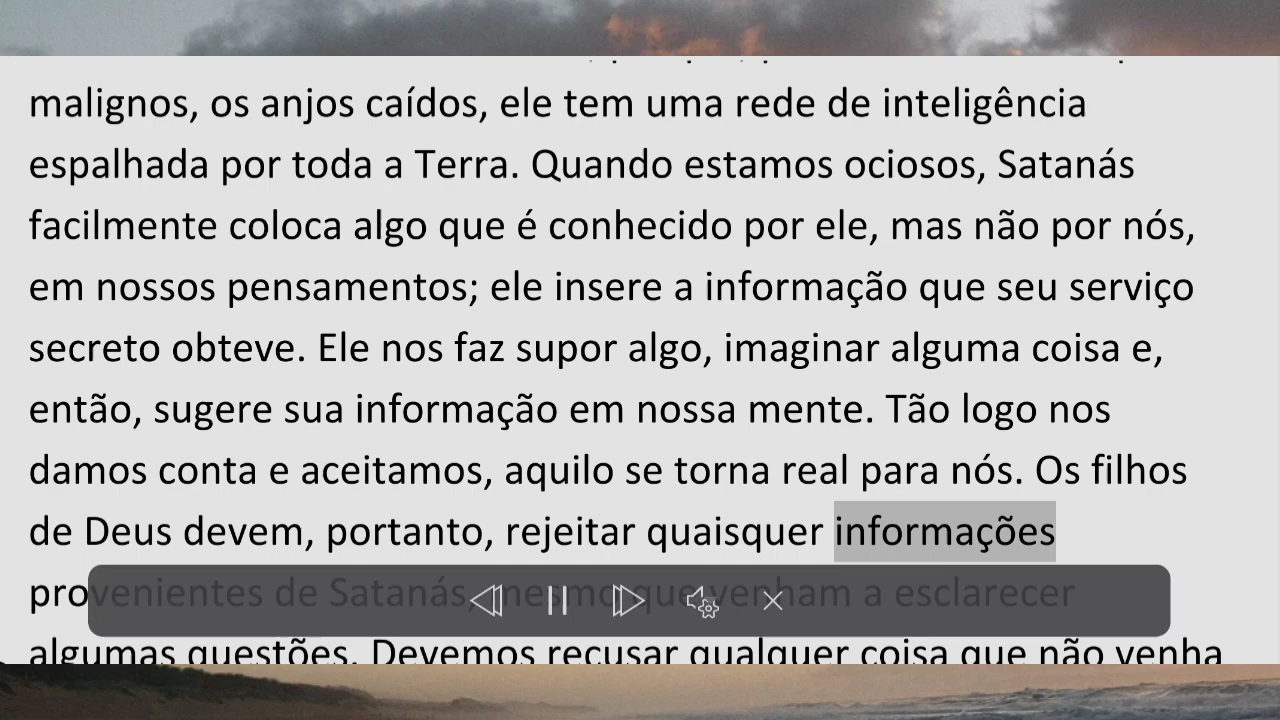 malignos, os anjos caídos, ele tem uma rede de inteligência
espalhada por toda a Terra. Quando estamos ociosos, Satanás
facilmente coloca algo que é conhecido por ele, mas não por nós,
em nossos pensamentos; ele insere a informação que seu serviço
secreto obteve. Ele nos faz supor algo, imaginar alguma coisa e,
então, sugere sua informação em nossa mente. Tão logo nos
damos conta e aceitamos, aquilo se torna real para nós. Os filhos
de Deus devem, portanto, rejeitar quaisquer informações
provenientes de Satanás, mesmo que venham a esclarecer
algumas questões. Devemos recusar qualquer coisa que não venha